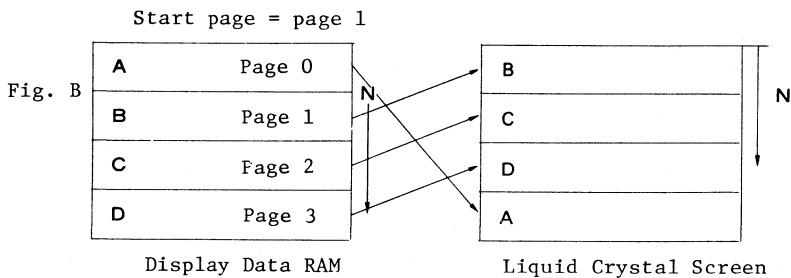 Start page = page 1
Fig. B
A Page 0
B Page 1
C Page 2
D Page 3
N
Display Data RAM
B
C
D
A
N
Liquid Crystal Screen